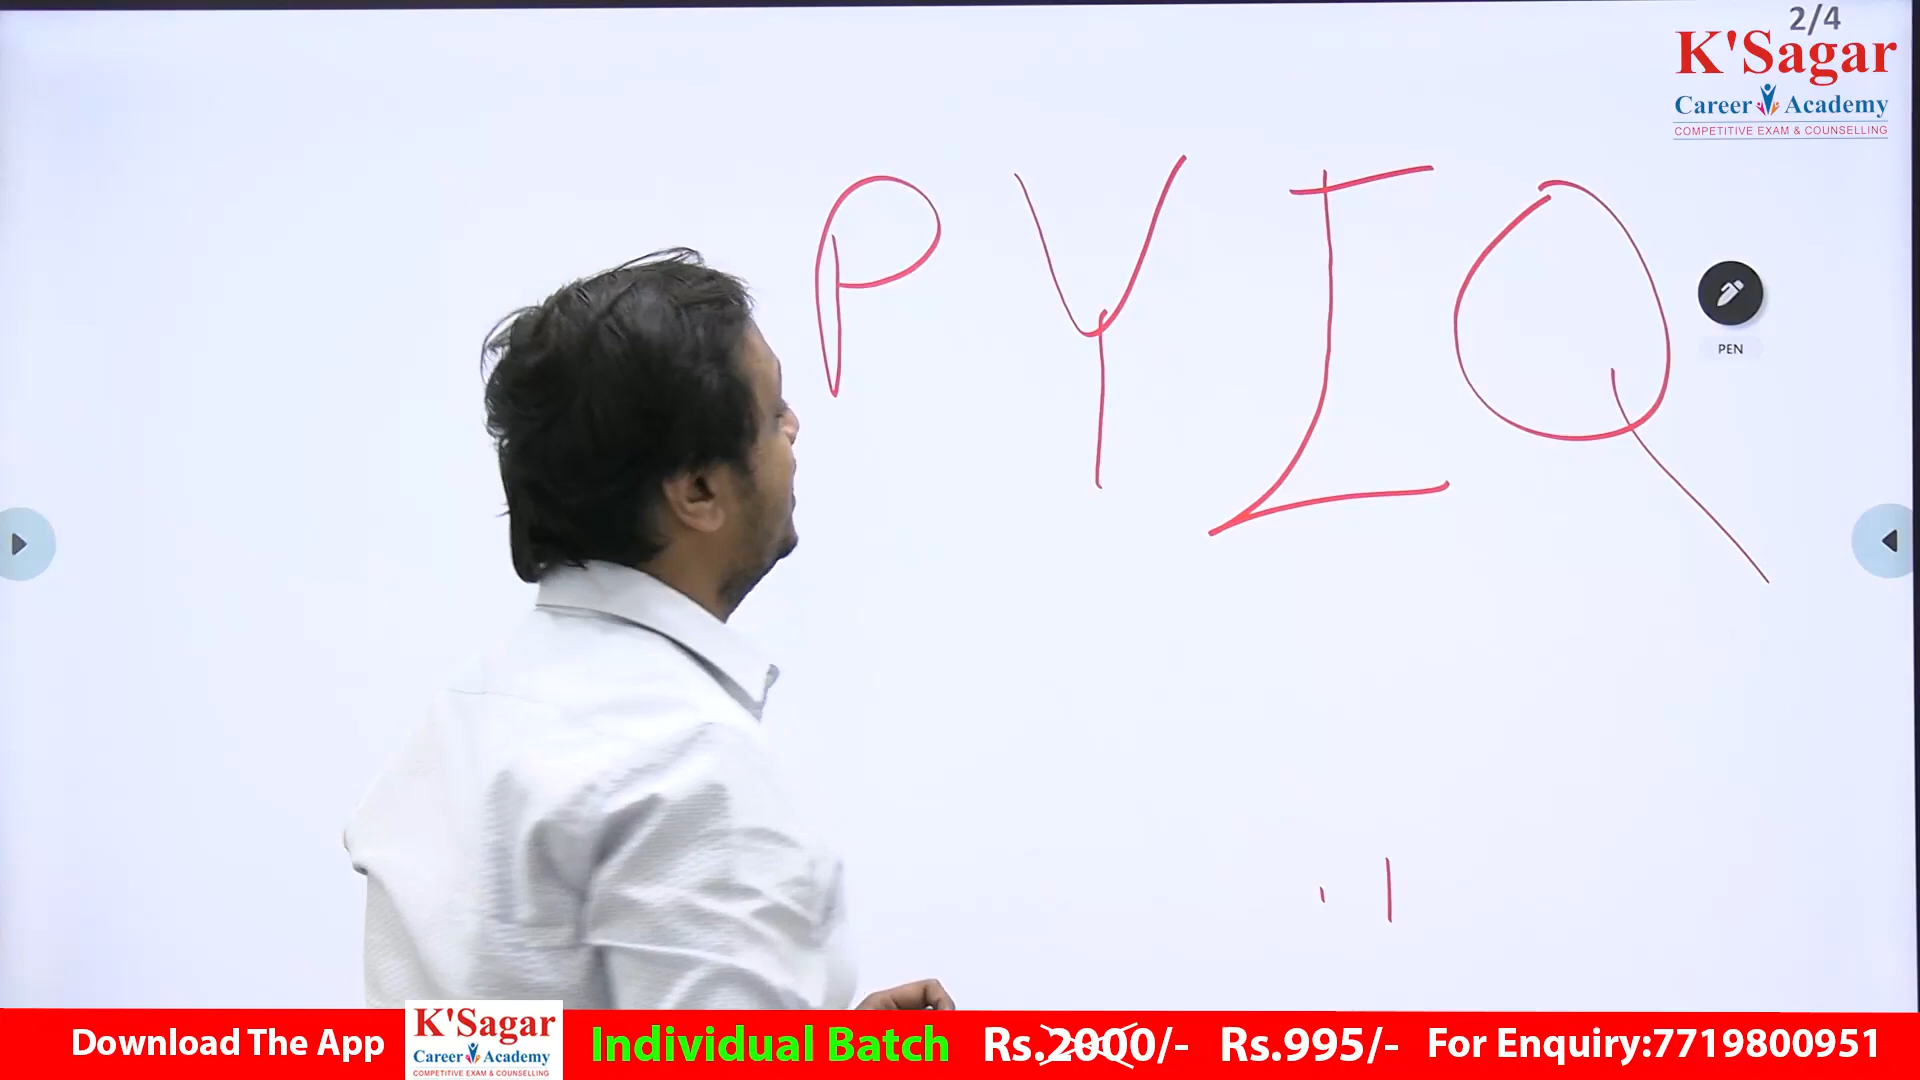 2/4
K'Sagar
Career Academy
COMPETITIVE EXAM & COUNSELLING
P Y I Q
PEN
Download The App
K'Sagar
Career Academy
COMPETITIVE EXAM & COUNSELLING
Individual Batch Rs.2000/- Rs.995/- For Enquiry:7719800951